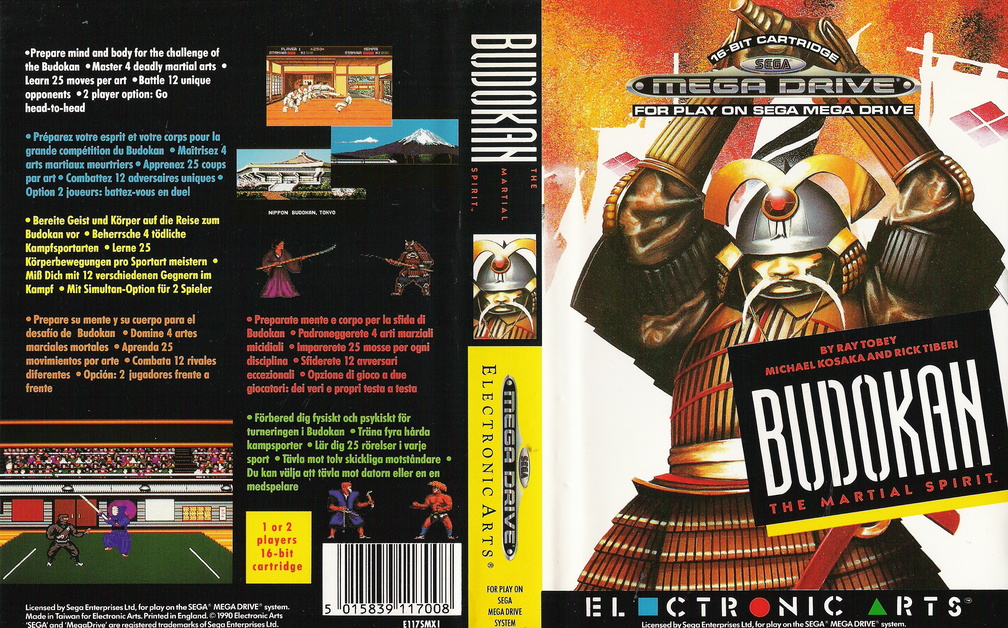 •Prepare mind and body for the challenge of
the Budokan •Master 4 deadly martial arts •
Learn 25 moves per art •Battle 12 unique
opponents •2 player option: Go
head-to-head
• Préparez votre esprit et votre corps pour la
grande compétition du Budokan • Maîtrisez 4
arts martiaux meurtriers • Apprenez 25 coups
par art • Combattez 12 adversaires uniques •
Option 2 joueurs: battez-vous en duel
• Bereite Geist und Körper auf die Reise zum
Budokan vor • Beherrsche 4 tödliche
Kampfsportarten • Lerne 25
Körperbewegungen pro Sportart meistern •
Miß Dich mit 12 verschiedenen Gegnern im
Kampf • Mit Simultan-Option für 2 Spieler
• Prepare su mente y su cuerpo para el
desafío de Budokan • Domine 4 artes
marciales mortales • Aprenda 25
movimientos por arte • Combata 12 rivales
diferentes • Opción: 2 jugadores frente a
frente
PLAYER 1
NIPPON BUDOKAN, TOKYO
• Preparate mente e corpo per la sfida di
Budokan • Padroneggerete 4 arti marziali
micidiali • Imparerete 25 mosse per ogni
disciplina • Sfiderete 12 avversari
eccezionali • Opzione di gioco a due
giocatori: dei veri e propri testa a testa
• Förbered dig fysiskt och psykiskt för
turneringen i Budokan • Träna fyra hårda
kampsporter • Lär dig 25 rörelser i varje
sport • Tävla mot tolv skickliga motståndare •
Du kan välja att tävla mot datorn eller en en
medspelare
1 or 2
players
16-bit
cartridge
5 015839 117008
E117SMX1
Licensed by Sega Enterprises Ltd, for play on the SEGA® MEGA DRIVE® system.
Made in Taiwan for Electronic Arts. Printed in England. © 1990 Electronic Arts
'SEGA' and 'MegaDrive' are registered trademarks of Sega Enterprises Ltd.
BUDOKAN
THE MARTIAL SPIRIT.
ELECTRONIC ARTS®
SEGA
MEGA DRIVE
FOR PLAY ON
SEGA
MEGA DRIVE
SYSTEM
16-BIT CARTRIDGE
SEGA
MEGA DRIVE
FOR PLAY ON SEGA MEGA DRIVE
BY RAY TOBEY
MICHAEL KOSAKA AND RICK TIBERI
BUDOKAN
THE MARTIAL SPIRIT.™
ELECTRONIC ARTS™
Licensed by Sega Enterprises Ltd, for play on the SEGA® MEGA DRIVE® system.